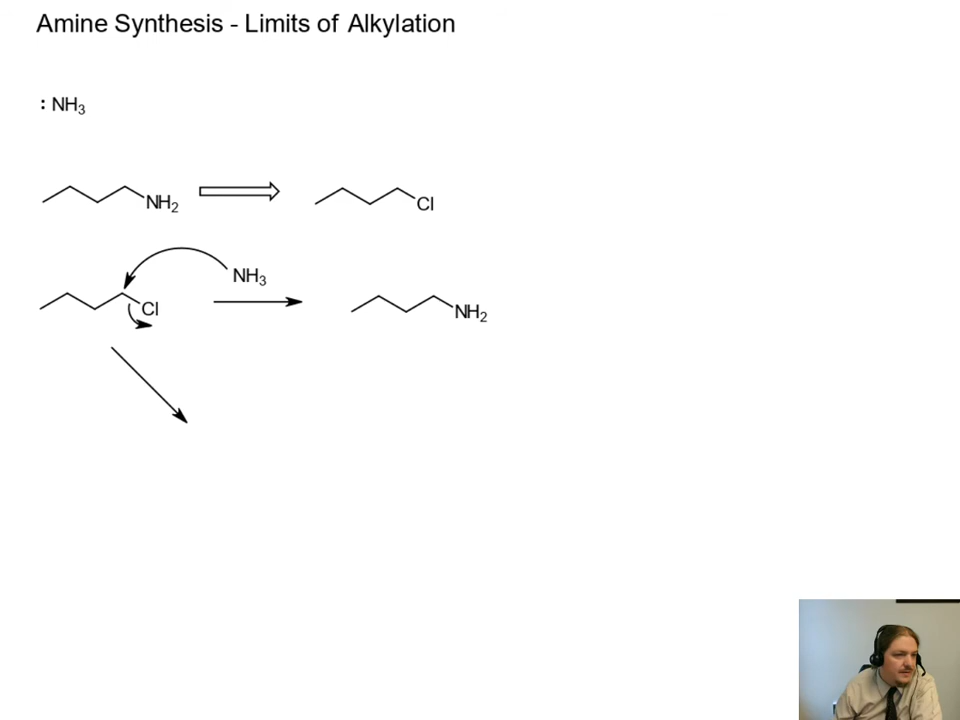 Amine Synthesis - Limits of Alkylation
: NH₃
NH₂
Cl
NH₃
Cl
NH₂